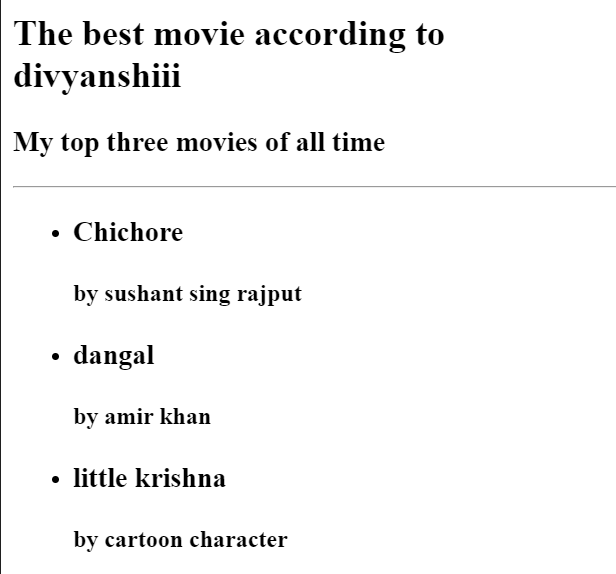 The best movie according to
divyanshiii
My top three movies of all time
Chichore
by sushant sing rajput
dangal
by amir khan
little krishna
by cartoon character